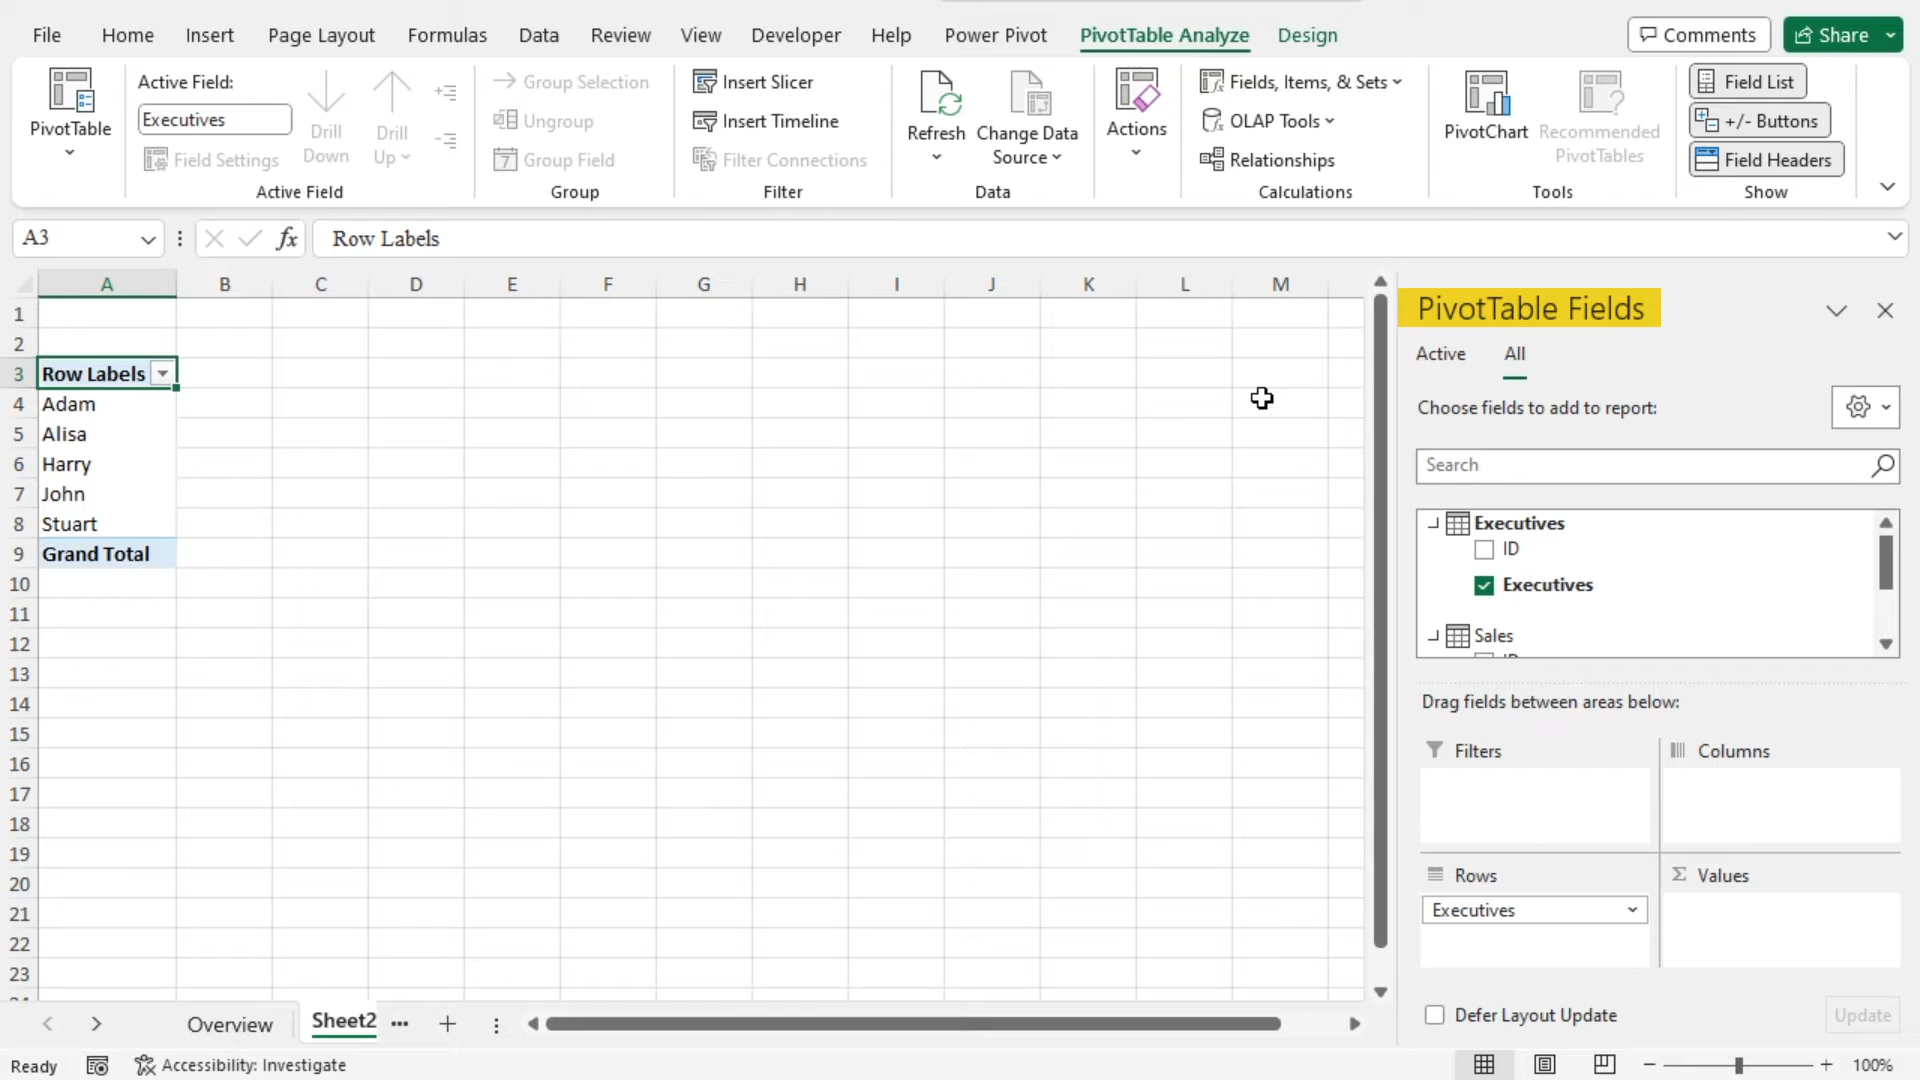 File Home Insert Page Layout Formulas Data Review View Developer Help Power Pivot PivotTable Analyze Design Comments Share
PivotTable
Active Field:
Executives
Field Settings
Drill Down
Drill Up
Active Field
Group Selection
Ungroup
7 Group Field
Group
Insert Slicer
Insert Timeline
Filter Connections
Filter
Refresh
Change Data Source
Data
Actions
Fields, Items, & Sets
OLAP Tools
Relationships
Calculations
PivotChart
Recommended PivotTables
Tools
Field List
+/- Buttons
Field Headers
Show
A3 fx Row Labels
A B C D E F G H I J K L M
1
2
3 Row Labels
4 Adam
5 Alisa
6 Harry
7 John
8 Stuart
9 Grand Total
10
11
12
13
14
15
16
17
18
19
20
21
22
23
PivotTable Fields
Active All
Choose fields to add to report:
Search
Executives
ID
Executives
Sales
Drag fields between areas below:
Filters
Columns
Rows
Σ Values
Executives
Defer Layout Update Update
Overview Sheet2 ...
Ready Accessibility: Investigate 100%